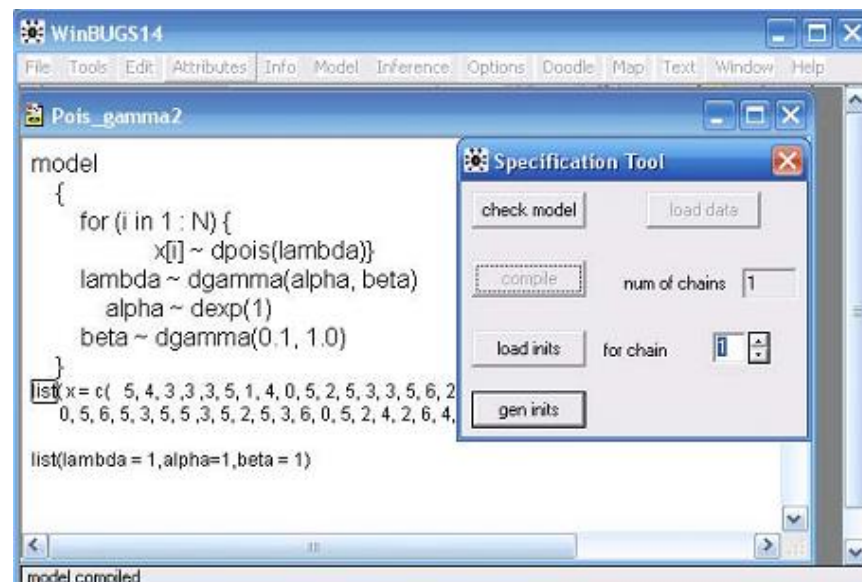 WinBUGS14
File Tools Edit Attributes Info Model Inference Options Doodle Map Text Window Help
Pois_gamma2
model
{
for (i in 1 : N) {
x[i] ~ dpois(lambda)}
lambda ~ dgamma(alpha, beta)
alpha ~ dexp(1)
beta ~ dgamma(0.1, 1.0)
}
list( x = c( 5, 4, 3 ,3 ,3, 5, 1, 4, 0, 5, 2, 5, 3, 3, 5, 6, 2
0, 5, 6, 5, 3, 5, 5 ,3, 5, 2, 5, 3, 6, 0, 5, 2, 4, 2, 6, 4,
list(lambda = 1,alpha=1,beta = 1)
Specification Tool
check model load data
compile num of chains 1
load inits for chain 1
gen inits
model compiled